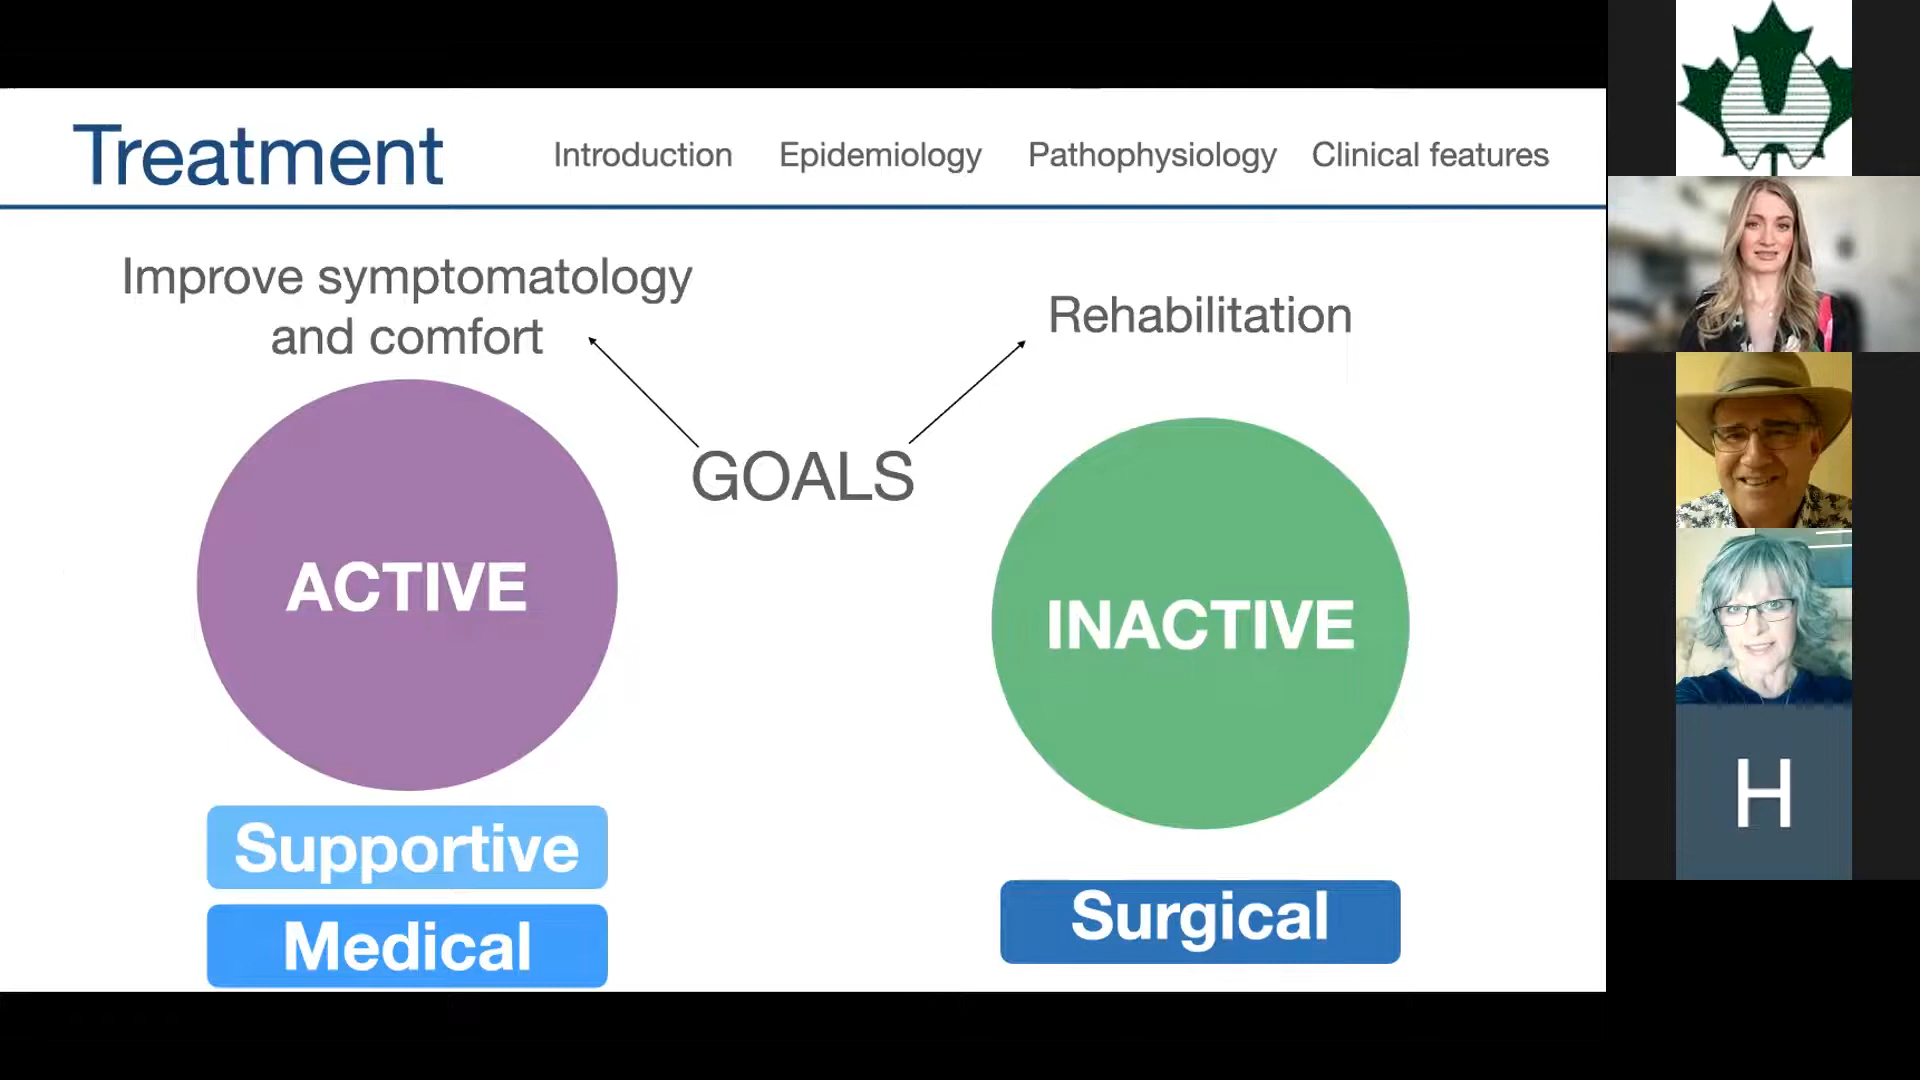 Treatment
Introduction
Epidemiology
Pathophysiology
Clinical features
Improve symptomatology
and comfort
Rehabilitation
GOALS
ACTIVE
INACTIVE
Supportive
Medical
Surgical
H